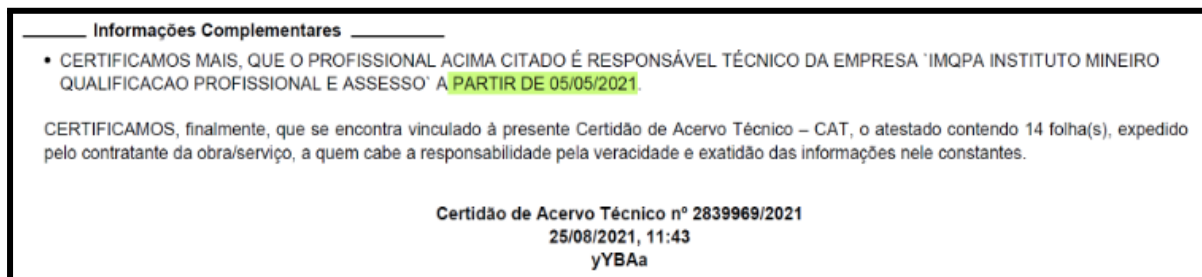 Informações Complementares
• CERTIFICAMOS MAIS, QUE O PROFISSIONAL ACIMA CITADO É RESPONSÁVEL TÉCNICO DA EMPRESA `IMQPA INSTITUTO MINEIRO
QUALIFICACAO PROFISSIONAL E ASSESSO` A PARTIR DE 05/05/2021.
CERTIFICAMOS, finalmente, que se encontra vinculado à presente Certidão de Acervo Técnico – CAT, o atestado contendo 14 folha(s), expedido
pelo contratante da obra/serviço, a quem cabe a responsabilidade pela veracidade e exatidão das informações nele constantes.
Certidão de Acervo Técnico nº 2839969/2021
25/08/2021, 11:43
yYBAa